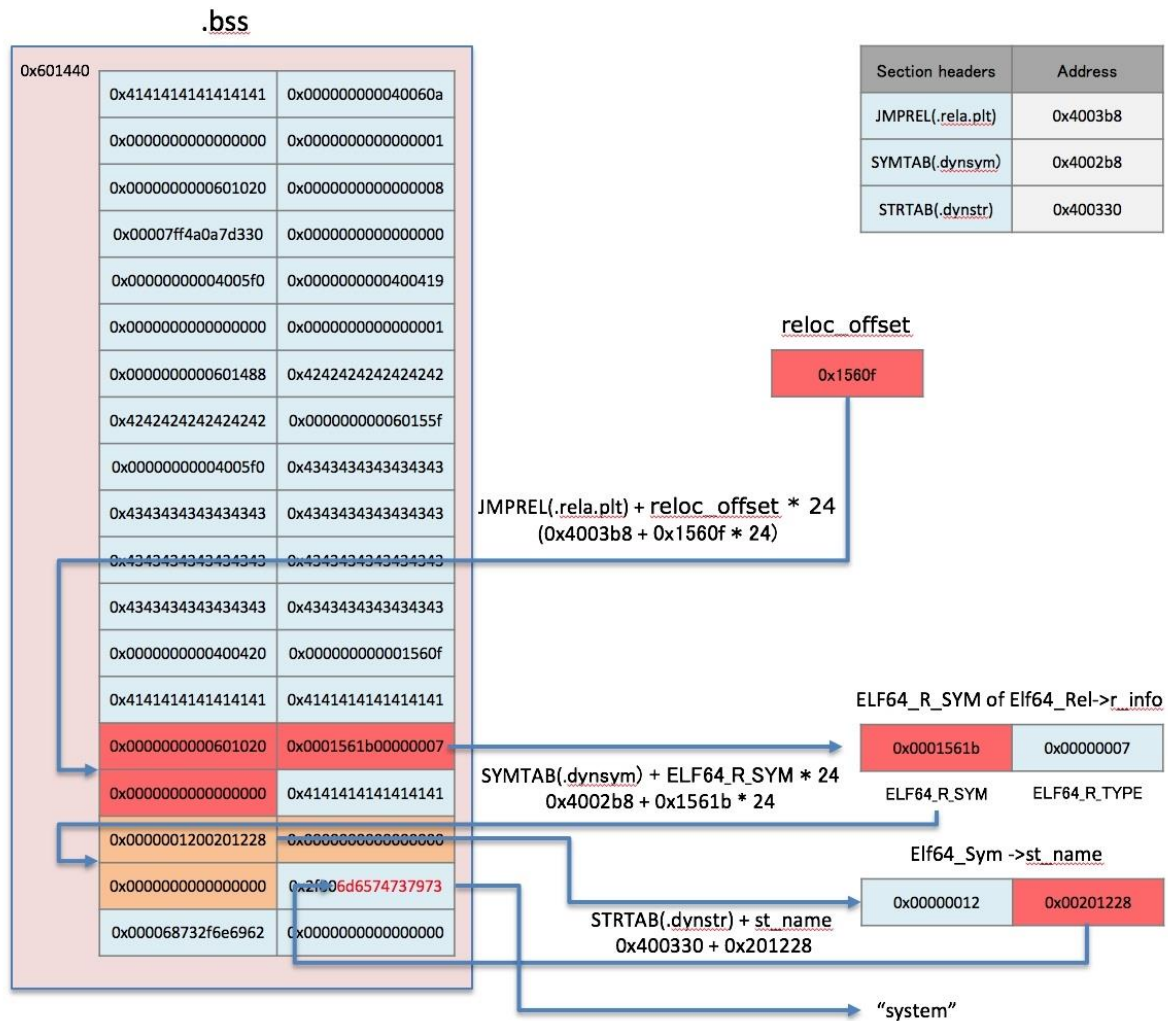 .bss
0x601440
0x4141414141414141 0x000000000040060a
0x0000000000000000 0x0000000000000001
0x0000000000601020 0x0000000000000008
0x00007ff4a0a7d330 0x0000000000000000
0x00000000004005f0 0x0000000000400419
0x0000000000000000 0x0000000000000001
0x0000000000601488 0x4242424242424242
0x4242424242424242 0x000000000060155f
0x00000000004005f0 0x4343434343434343
0x4343434343434343 0x4343434343434343
0x4343434343434343 0x4343434343434343
0x4343434343434343 0x4343434343434343
0x0000000000400420 0x000000000001560f
0x4141414141414141 0x4141414141414141
0x0000000000601020 0x0001561b00000007
0x0000000000000000 0x4141414141414141
0x0000001200201228 0x0000000000000000
0x0000000000000000
6d6574737973
0x000068732f6e6962 0x0000000000000000
Section headers Address
JMPREL(.rela.plt) 0x4003b8
SYMTAB(.dynsym) 0x4002b8
STRTAB(.dynstr) 0x400330
reloc_offset
0x1560f
JMPREL(.rela.plt) + reloc_offset * 24
(0x4003b8 + 0x1560f * 24)
ELF64_R_SYM of Elf64_Rel->r_info
0x0001561b 0x00000007
ELF64_R_SYM ELF64_R_TYPE
SYMTAB(.dynsym) + ELF64_R_SYM * 24
0x4002b8 + 0x1561b * 24
Elf64_Sym ->st_name
0x00000012 0x00201228
STRTAB(.dynstr) + st_name
0x400330 + 0x201228
“system”